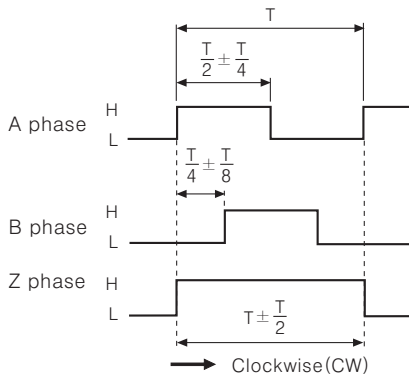 T
T/2 ± T/4
A phase H
L
T/4 ± T/8
B phase H
L
Z phase H
L
T ± T/2
Clockwise(CW)